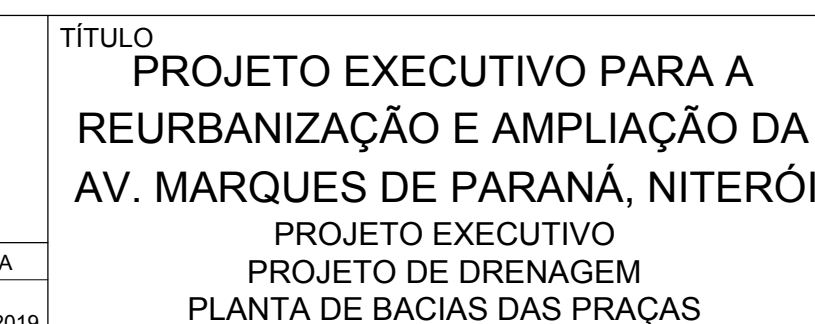 TÍTULO
PROJETO EXECUTIVO PARA A
REURBANIZAÇÃO E AMPLIAÇÃO DA
AV. MARQUES DE PARANÁ, NITERÓI
PROJETO EXECUTIVO
A
PROJETO DE DRENAGEM
PLANTA DE BACIAS DAS PRAÇAS
2019